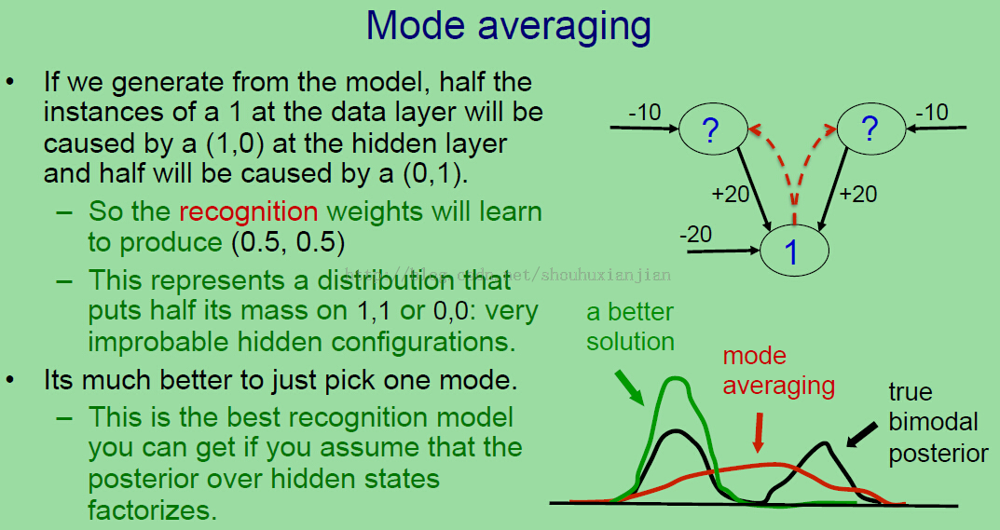 Mode averaging
• If we generate from the model, half the
instances of a 1 at the data layer will be
caused by a (1,0) at the hidden layer
and half will be caused by a (0,1).
– So the recognition weights will learn
to produce (0.5, 0.5)
– This represents a distribution that
puts half its mass on 1,1 or 0,0: very
improbable hidden configurations.
• Its much better to just pick one mode.
– This is the best recognition model
you can get if you assume that the
posterior over hidden states
factorizes.
http://blog.csdn.net/shouhuxianjian
-10
?
?
-10
+20
+20
-20
1
a better
solution
mode
averaging
true
bimodal
posterior